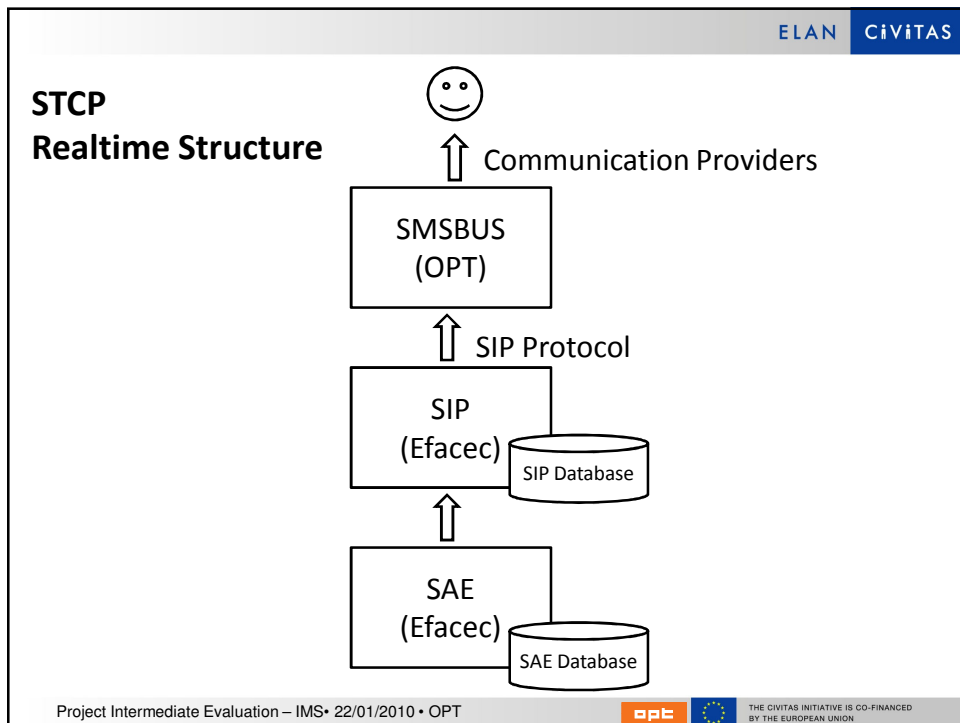 ELAN CiViTAS
STCP
Realtime Structure
Communication Providers
SMSBUS
(OPT)
SIP Protocol
SIP
(Efacec)
SIP Database
SAE
(Efacec)
SAE Database
Project Intermediate Evaluation – IMS• 22/01/2010 • OPT
opt
THE CIVITAS INITIATIVE IS CO-FINANCED
BY THE EUROPEAN UNION